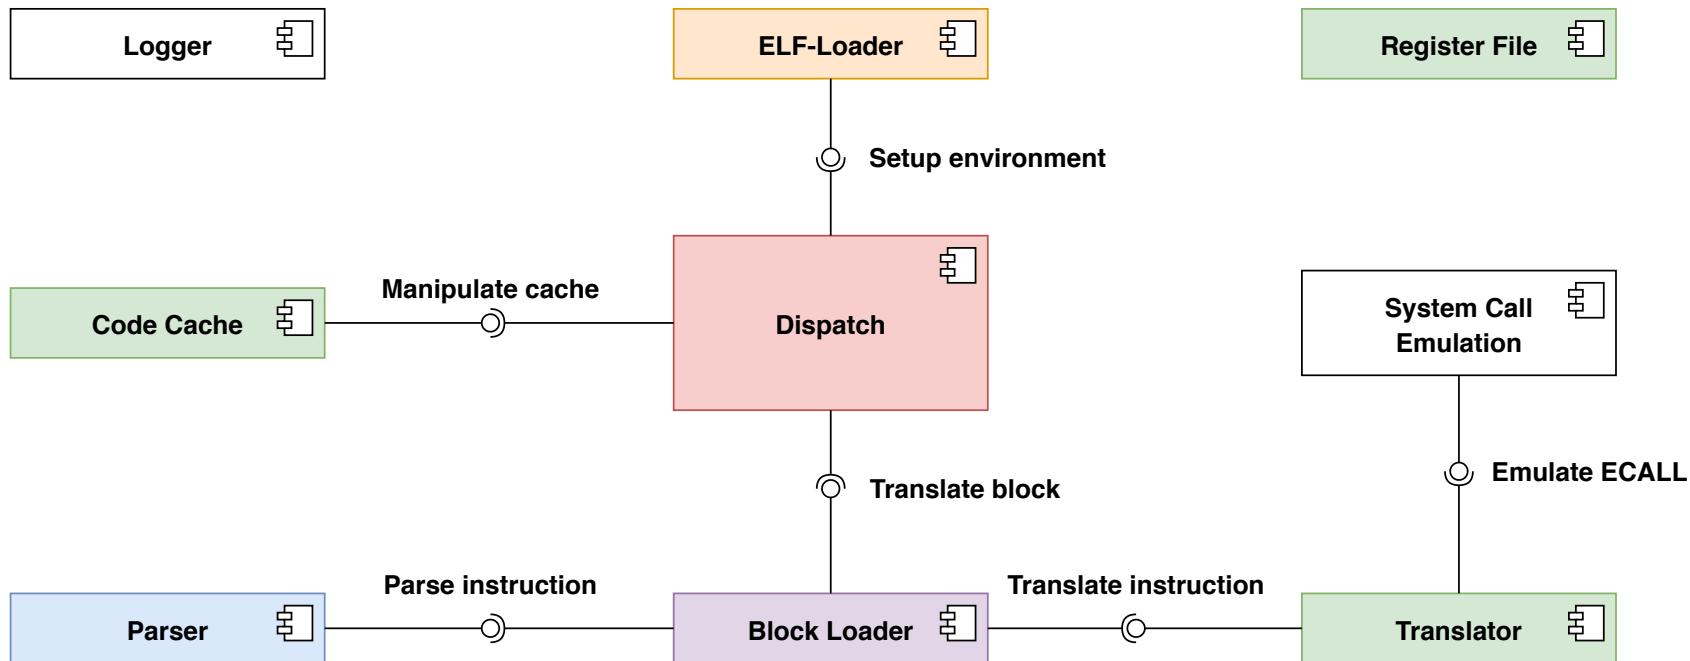 Logger
ELF-Loader
Register File
Setup environment
Manipulate cache
Code Cache
Dispatch
System Call
Emulation
Translate block
Emulate ECALL
Parse instruction
Translate instruction
Parser
Block Loader
Translator